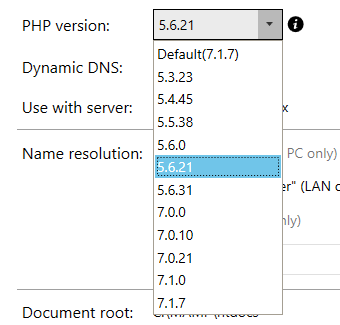 PHP version: 5.6.21
Default(7.1.7)
Dynamic DNS:
5.3.23
5.4.45
Use with server:
5.5.38
5.6.0
Name resolution:
PC only)
5.6.21
5.6.31
(LAN
7.0.0
7.0.10
7.0.21
7.1.0
7.1.7
Document root: